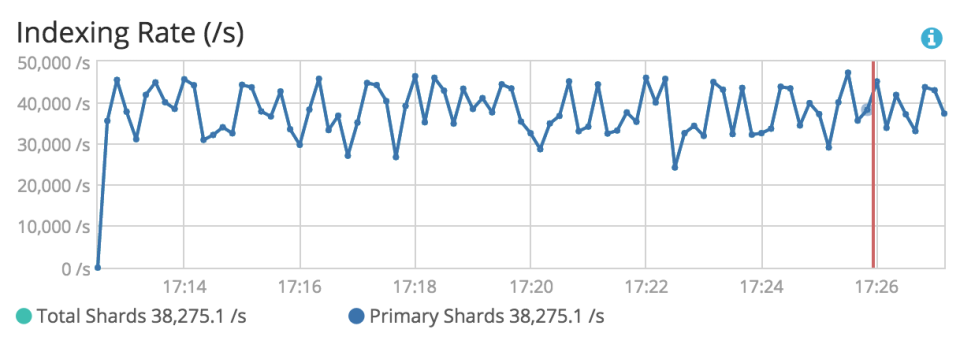 Indexing Rate (/s)
50,000 /s
40,000 /s
30,000 /s
20,000 /s
10,000 /s
0 /s
17:14 17:16 17:18 17:20 17:22 17:24 17:26
Total Shards 38,275.1 /s Primary Shards 38,275.1 /s